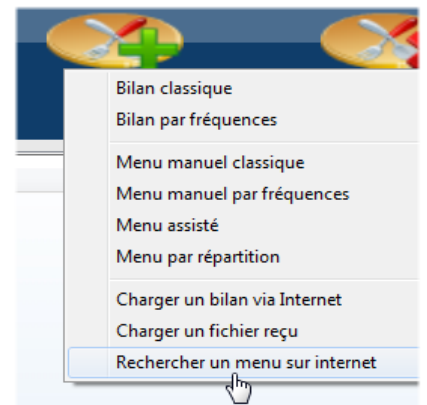 Bilan classique
Bilan par fréquences
Menu manuel classique
Menu manuel par fréquences
Menu assisté
Menu par répartition
Charger un bilan via Internet
Charger un fichier reçu
Rechercher un menu sur internet